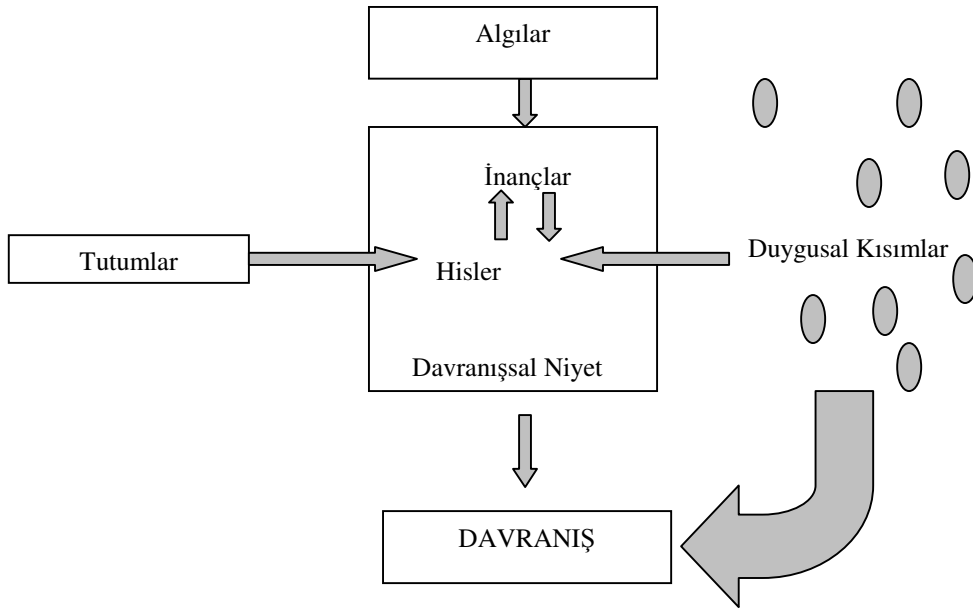 Algılar
İnançlar
Tutumlar
Hisler
Duygusal Kısımlar
Davranışsal Niyet
DAVRANIŞ